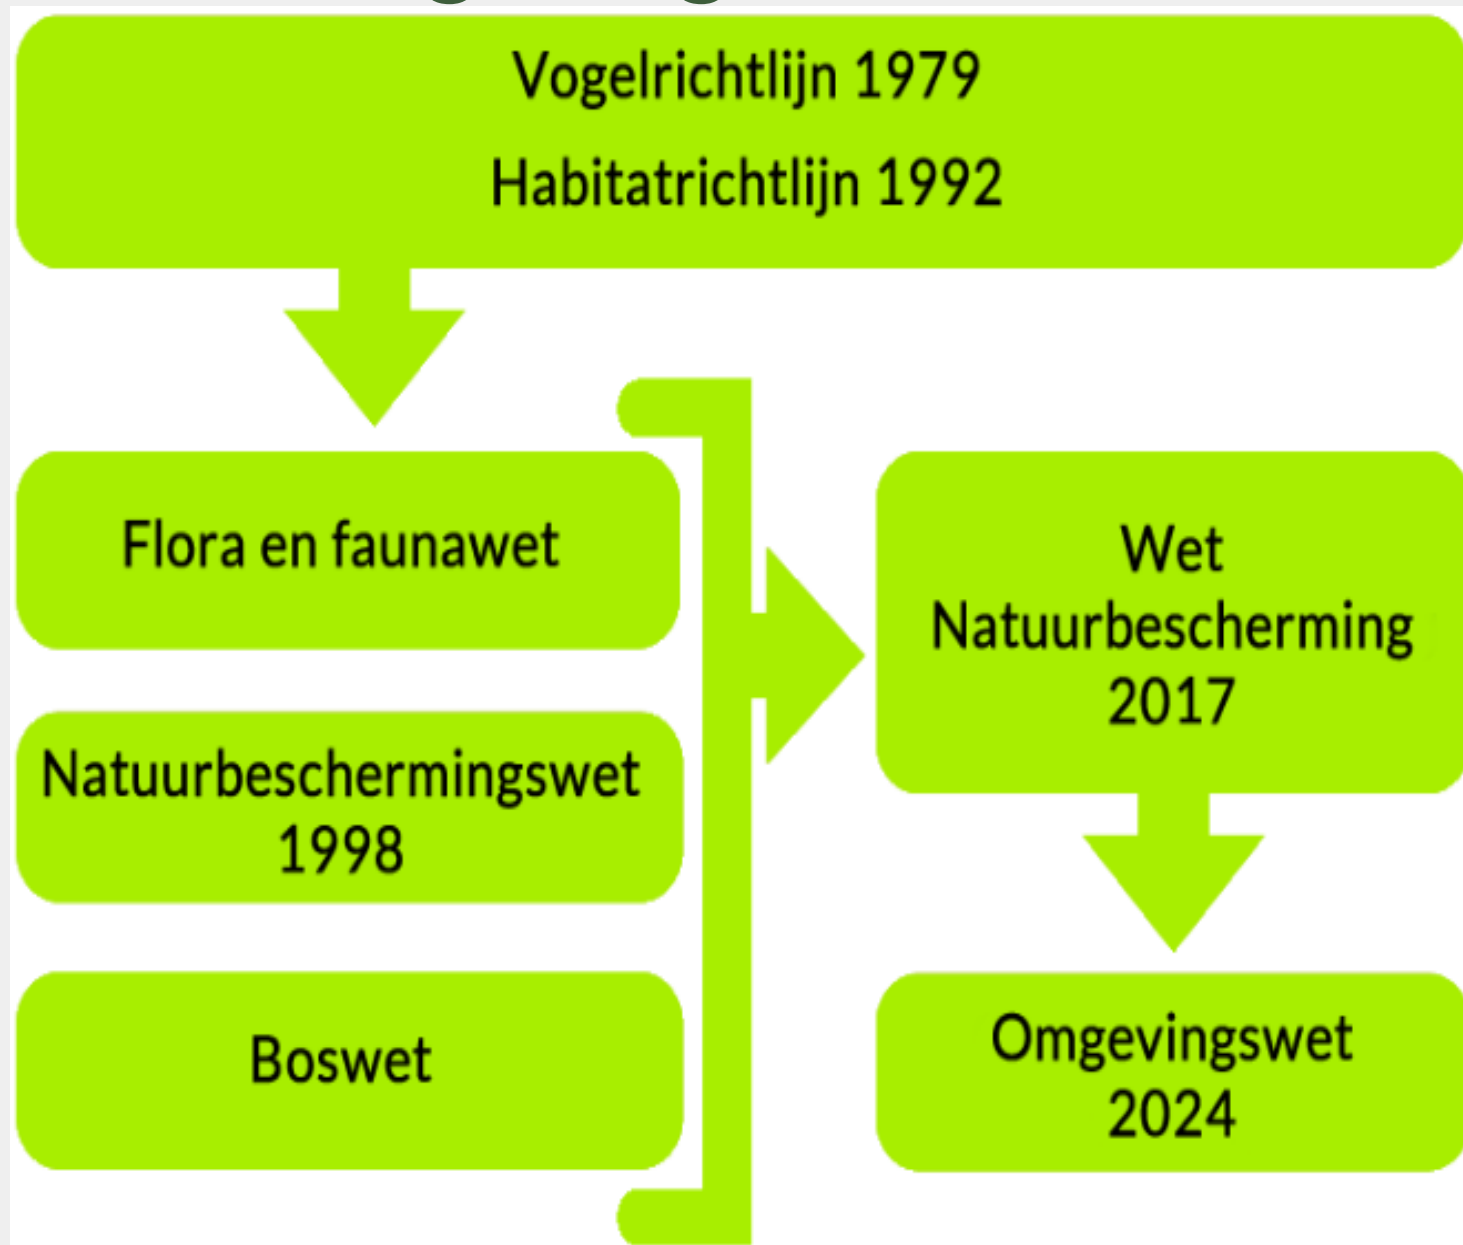 Vogelrichtlijn 1979
Habitatrichtlijn 1992
Flora en faunawet
Natuurbeschermingswet
1998
Boswet
Wet
Natuurbescherming
2017
Omgevingswet
2024